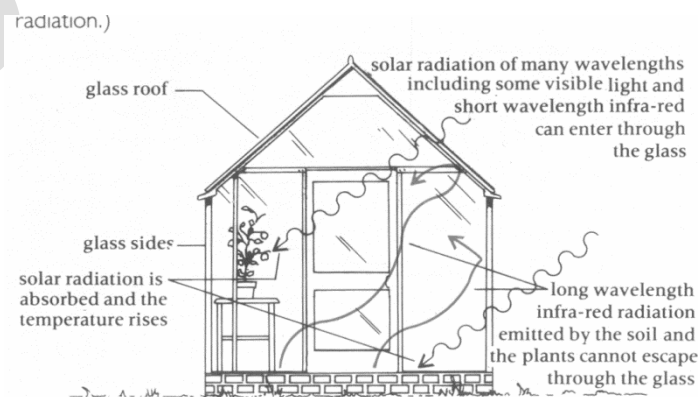 radiation.)
solar radiation of many wavelengths
including some visible light and
short wavelength infra-red
can enter through
the glass
glass roof
glass sides
solar radiation is
absorbed and the
temperature rises
long wavelength
infra-red radiation
emitted by the soil and
the plants cannot escape
through the glass